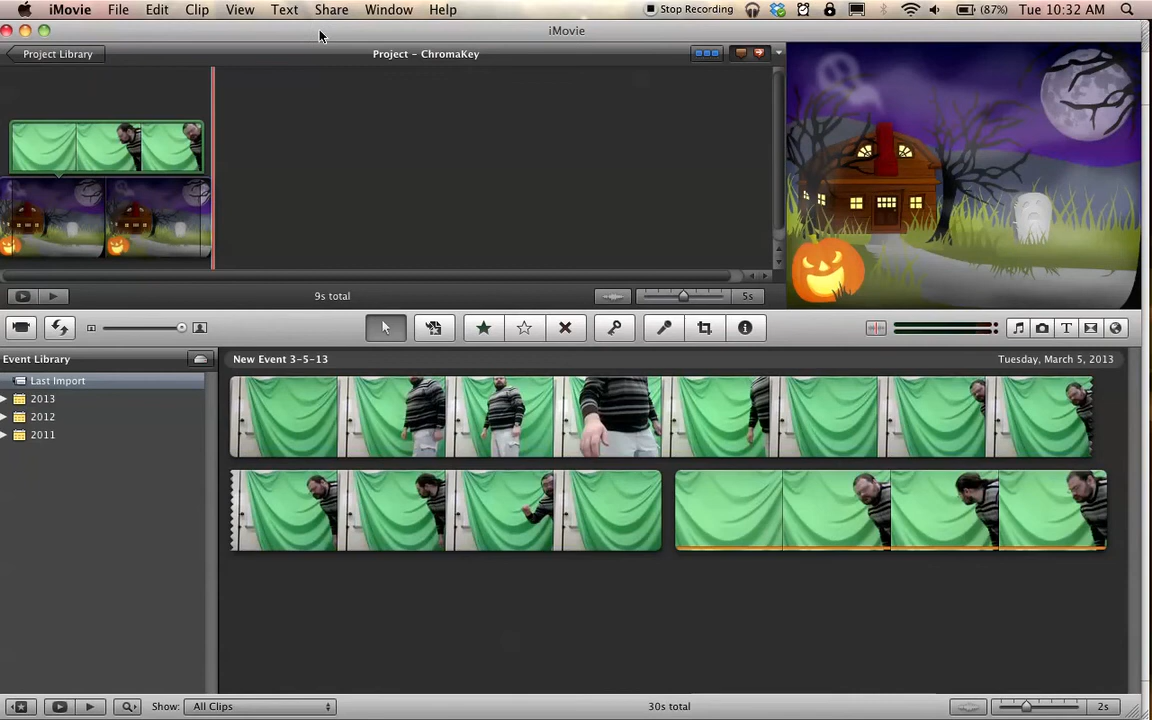 iMovie File Edit Clip View Text Share Window Help Stop Recording (87%) Tue 10:32 AM
iMovie
Project Library Project - ChromaKey
9s total 5s
Event Library New Event 3-5-13 Tuesday, March 5, 2013
Last Import
2013
2012
2011
Show: All Clips 30s total 2s